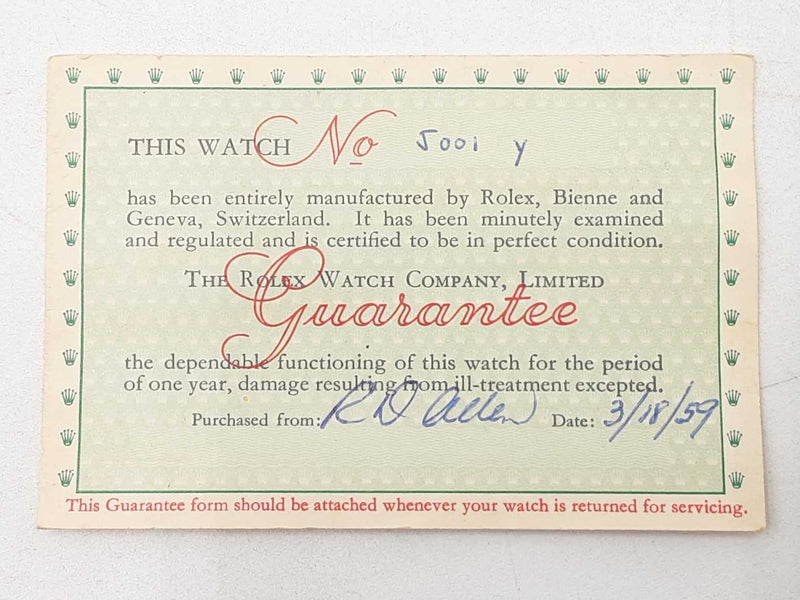 THIS WATCH No 5001 y
has been entirely manufactured by Rolex, Bienne and
Geneva, Switzerland. It has been minutely examined
and regulated and is certified to be in perfect condition.
THE ROLEX WATCH COMPANY, LIMITED
Guarantee
the dependable functioning of this watch for the period
of one year, damage resulting from ill-treatment excepted.
Purchased from: R D Allen Date: 3/18/59
This Guarantee form should be attached whenever your watch is returned for servicing.